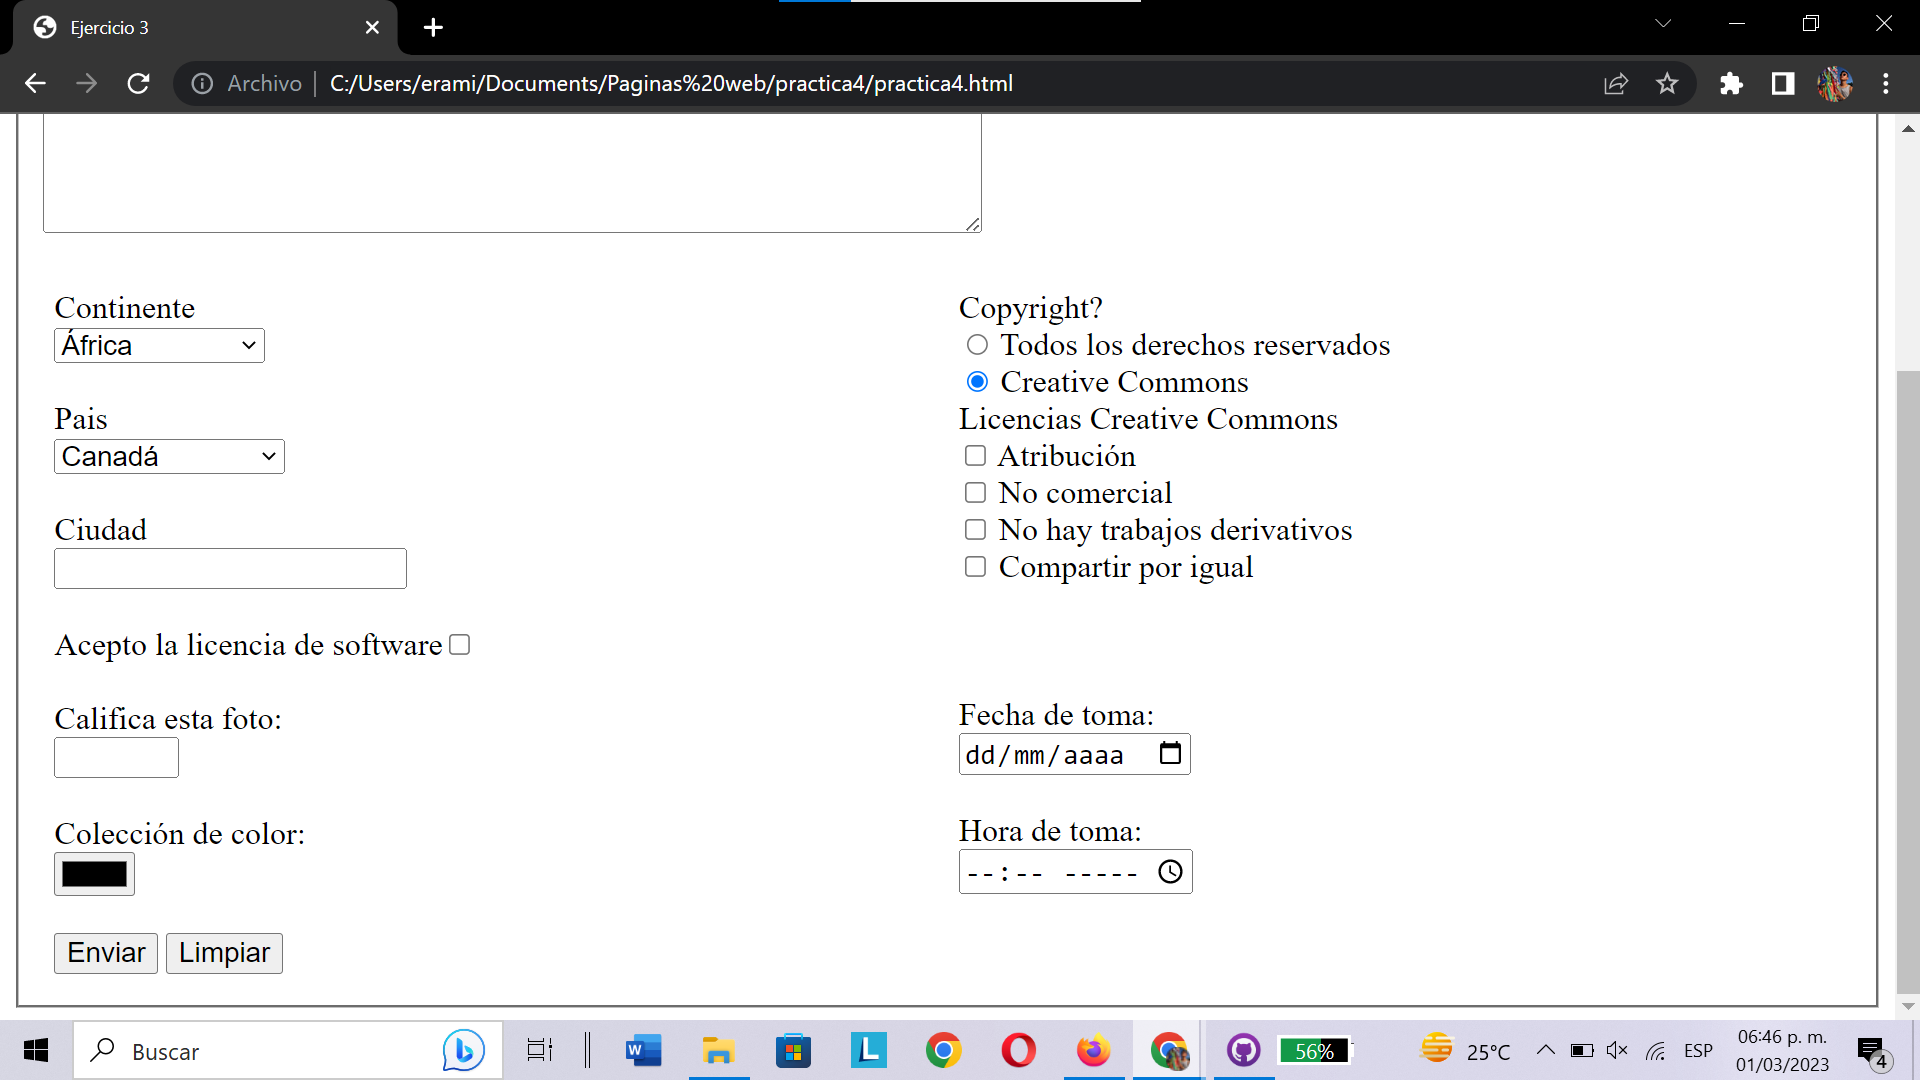 Ejercicio 3
Archivo C:/Users/erami/Documents/Paginas%20web/practica4/practica4.html
Continente
África
Pais
Canadá
Ciudad
Acepto la licencia de software
Califica esta foto:
Colección de color:
Enviar Limpiar
Copyright?
Todos los derechos reservados
Creative Commons
Licencias Creative Commons
Atribución
No comercial
No hay trabajos derivativos
Compartir por igual
Fecha de toma:
dd/mm/aaaa
Hora de toma:
--:-- -----
Buscar
W
L
56%
25°C
ESP
06:46 p. m.
01/03/2023
4